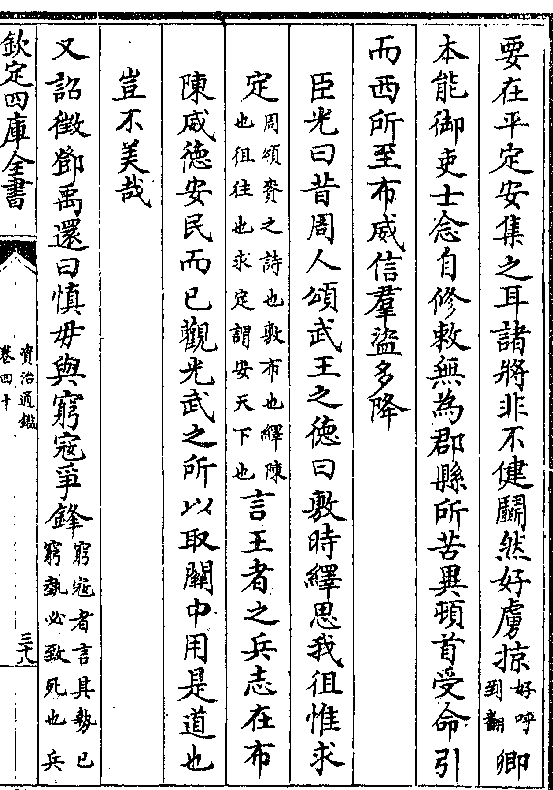 要在平定安集之耳諸將非不健鬬然好虜掠好呼到翻卿
本能御吏士念自修敕無為郡縣所苦異頓首受命引
而西所至布威信羣盜多降
臣光曰昔周人頌武王之德曰敷時繹思我徂惟求
定周頌賚之詩也敷布也繹陳也徂往也求定謂安天下也言王者之兵志在布
陳威德安民而已觀光武之所以取關中用是道也
豈不美哉
又詔徵鄧禹還曰慎毋與窮寇爭鋒窮寇者言其勢已窮埶必致死也兵
欽定四庫全書
資治通鑑
卷四十
三十八